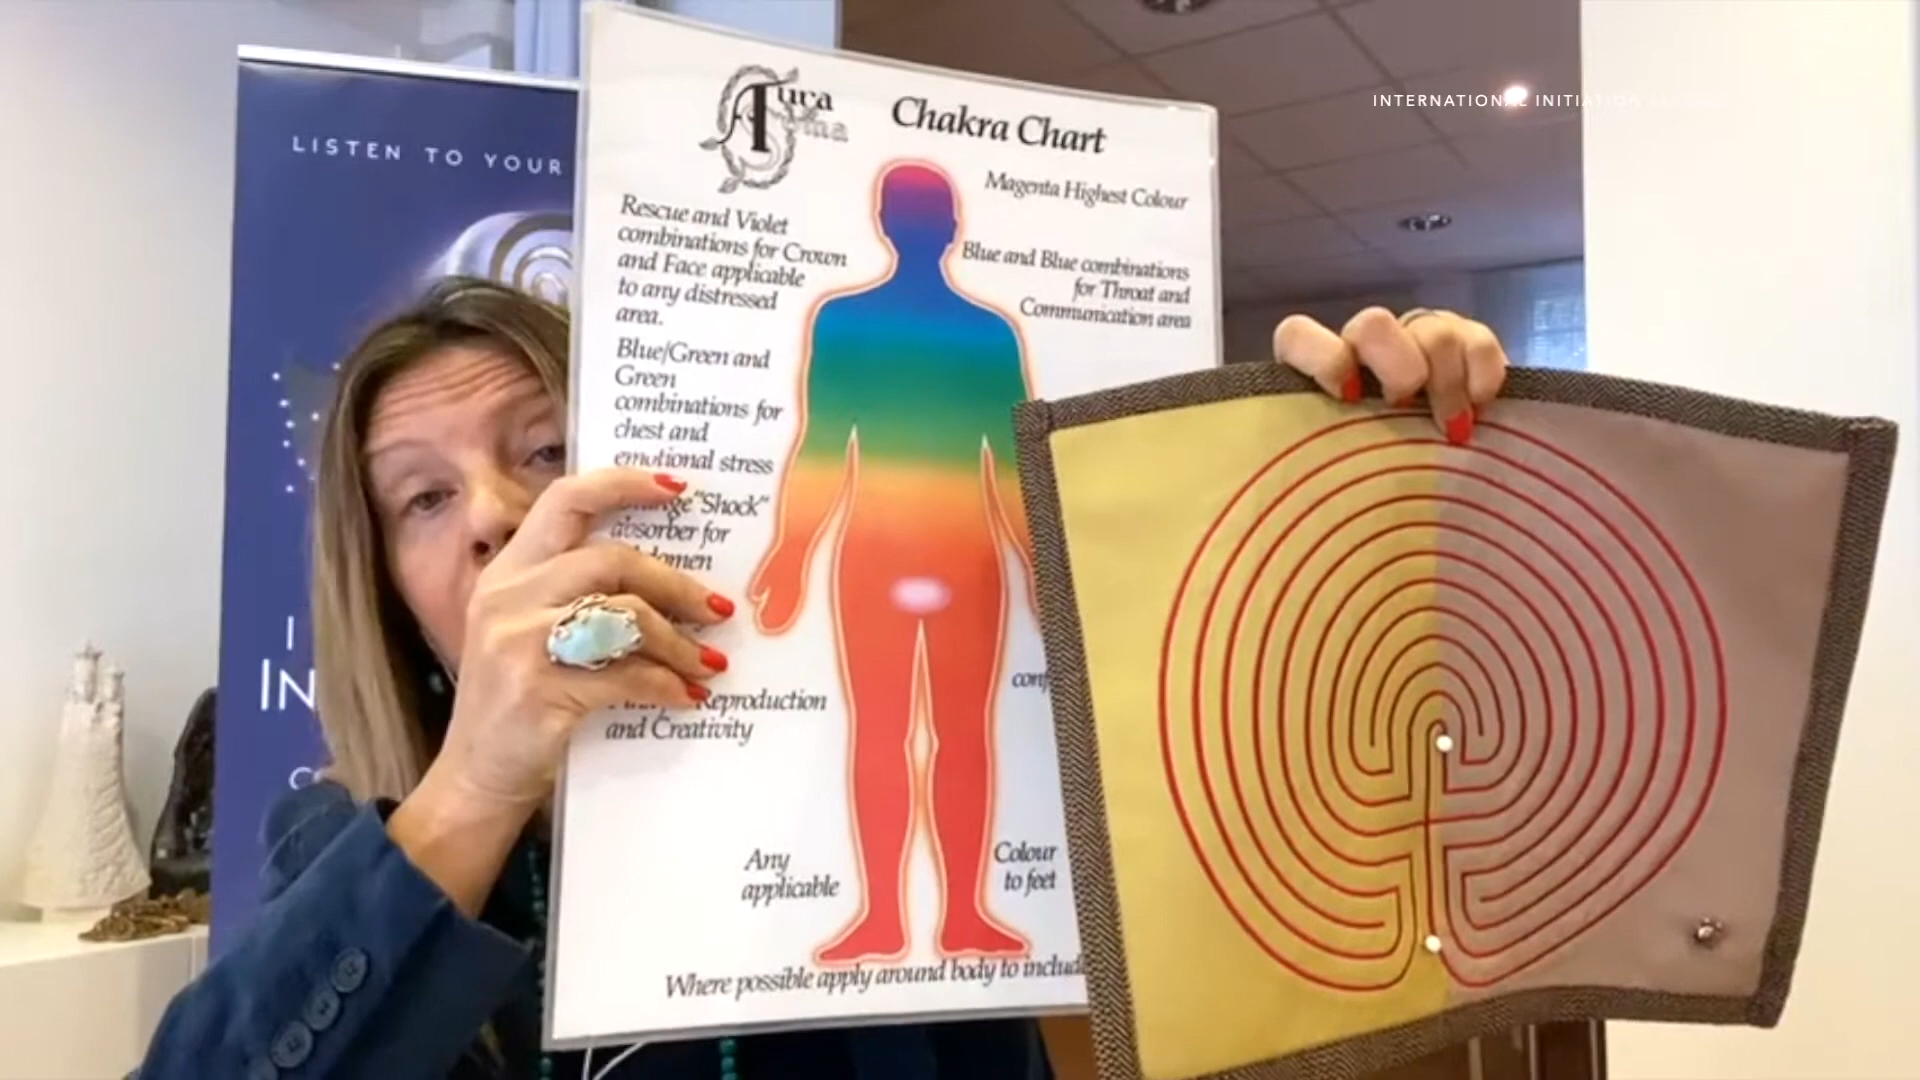 INTERNATIONAL INITIATION
LISTEN TO YOUR
Aura
Soma
Chakra Chart
Magenta Highest Colour
Rescue and Violet
combinations for Crown
and Face applicable
to any distressed
area.
Blue and Blue combinations
for Throat and
Communication area
Blue/Green and
Green
combinations for
chest and
emotional stress
"Shock"
absorber for
Reproduction
and Creativity
Any
applicable
Colour
to feet
Where possible apply around body to include
IN